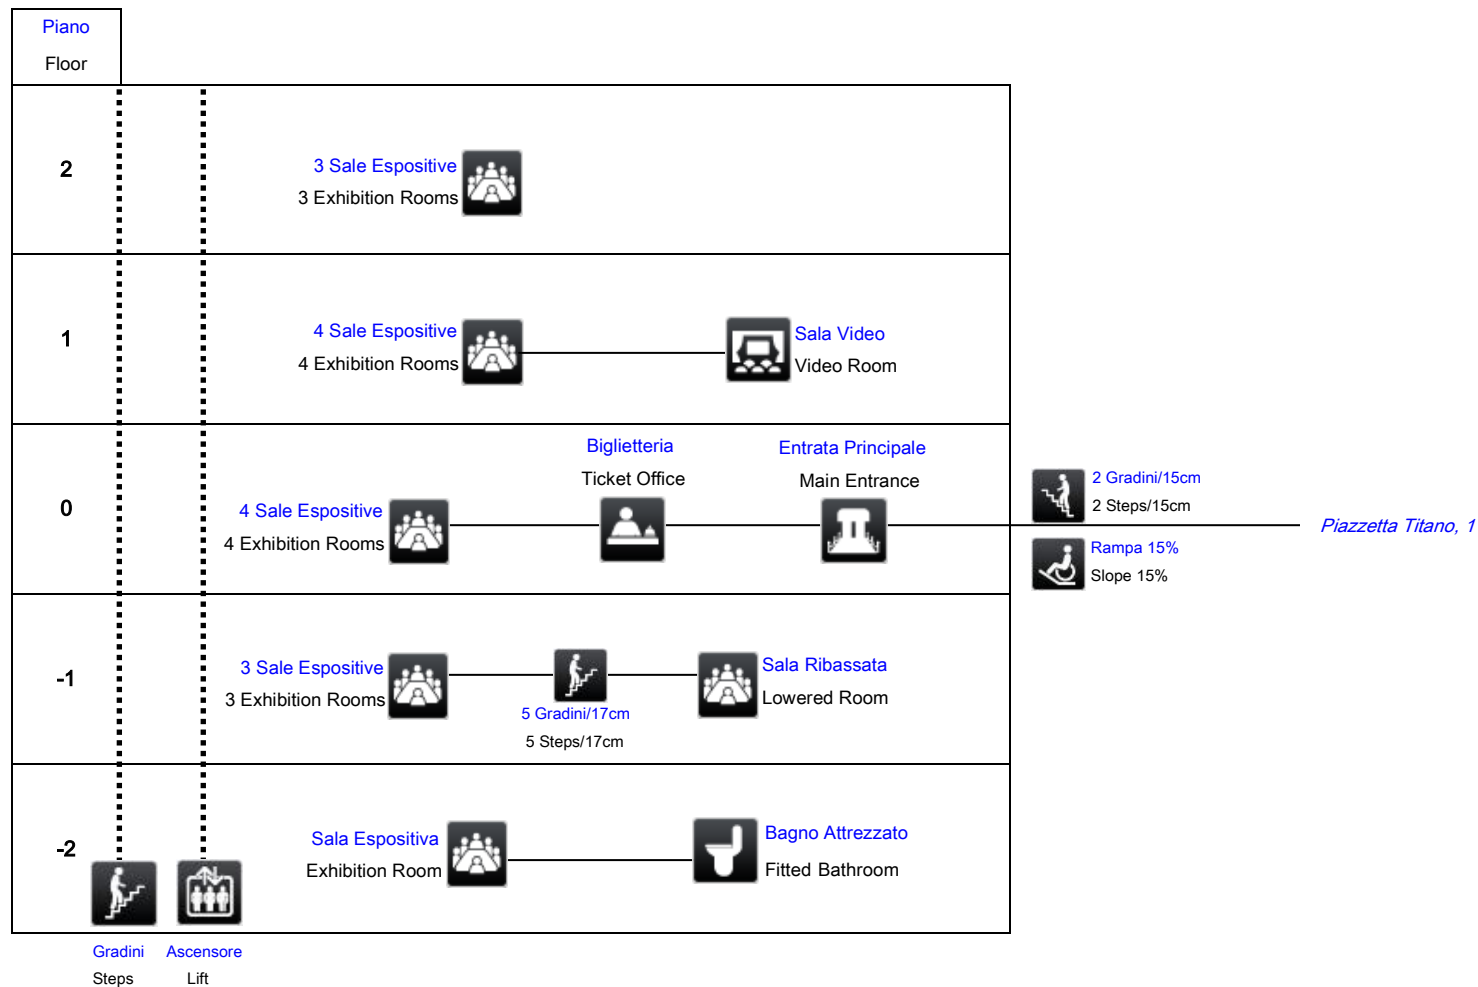 Piano
Floor
2
3 Sale Espositive
3 Exhibition Rooms
1
4 Sale Espositive
4 Exhibition Rooms
Sala Video
Video Room
0
4 Sale Espositive
4 Exhibition Rooms
Biglietteria
Ticket Office
Entrata Principale
Main Entrance
2 Gradini/15cm
2 Steps/15cm
Rampa 15%
Slope 15%
Piazzetta Titano, 1
-1
3 Sale Espositive
3 Exhibition Rooms
5 Gradini/17cm
5 Steps/17cm
Sala Ribassata
Lowered Room
-2
Sala Espositiva
Exhibition Room
Bagno Attrezzato
Fitted Bathroom
Gradini
Steps
Ascensore
Lift